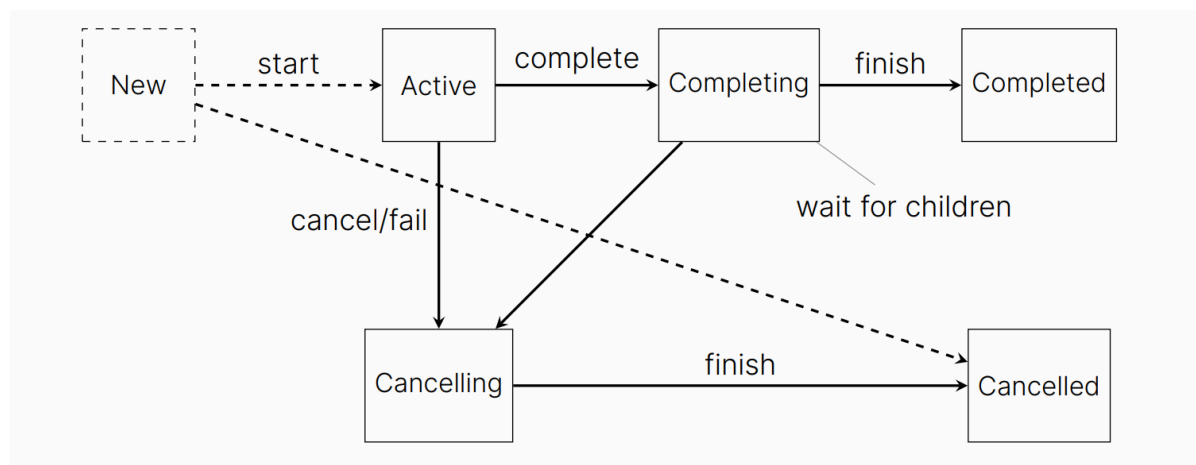 start
complete
finish
New
Active
Completing
Completed
cancel/fail
wait for children
finish
Cancelling
Cancelled